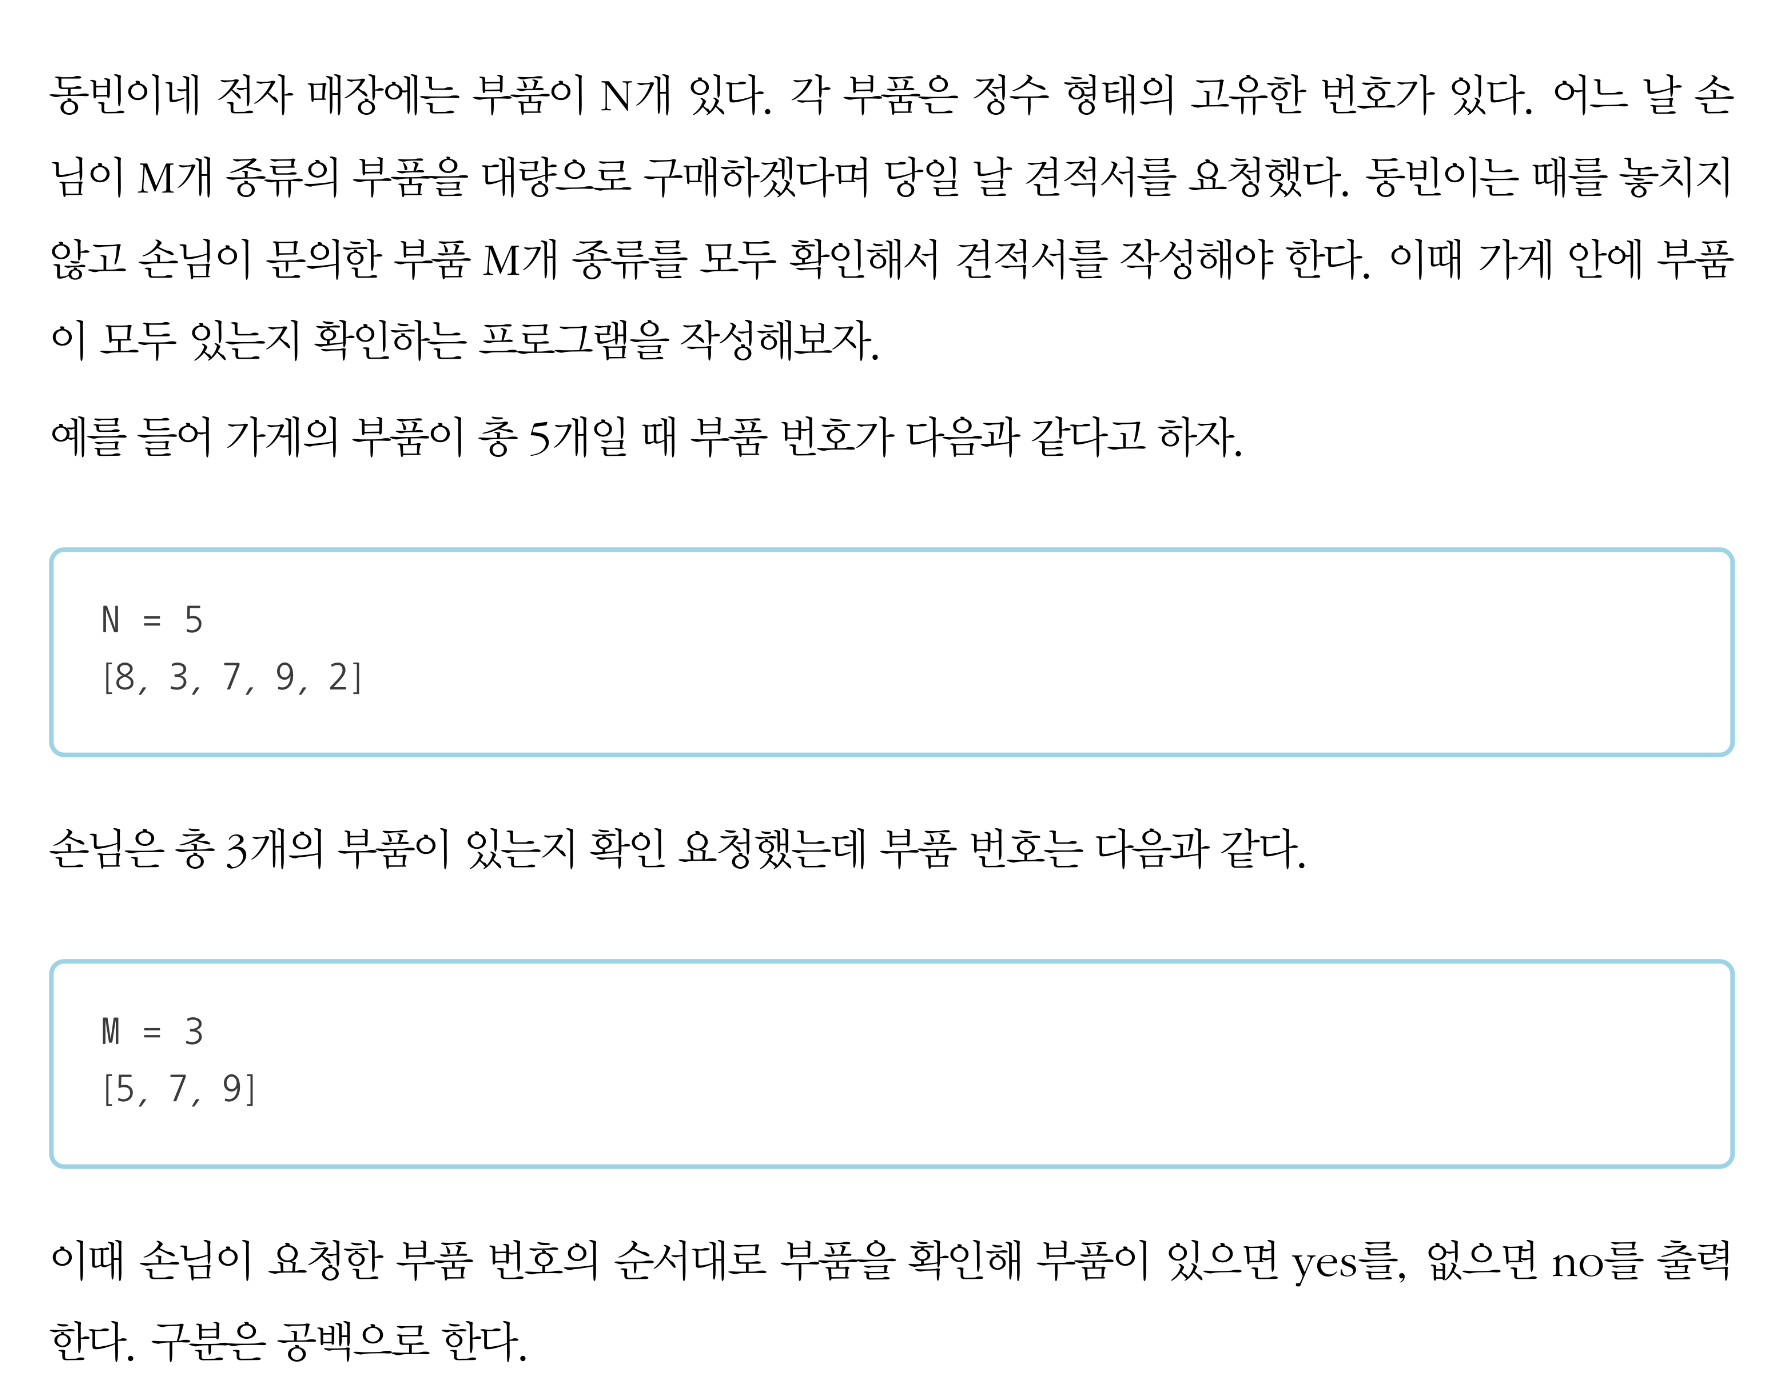 동빈이네 전자 매장에는 부품이 N개 있다. 각 부품은 정수 형태의 고유한 번호가 있다. 어느 날 손
님이 M개 종류의 부품을 대량으로 구매하겠다며 당일 날 견적서를 요청했다. 동빈이는 때를 놓치지
않고 손님이 문의한 부품 M개 종류를 모두 확인해서 견적서를 작성해야 한다. 이때 가게 안에 부품
이 모두 있는지 확인하는 프로그램을 작성해보자.
예를 들어 가게의 부품이 총 5개일 때 부품 번호가 다음과 같다고 하자.
N = 5
[8, 3, 7, 9, 2]
손님은 총 3개의 부품이 있는지 확인 요청했는데 부품 번호는 다음과 같다.
M = 3
[5, 7, 9]
이때 손님이 요청한 부품 번호의 순서대로 부품을 확인해 부품이 있으면 yes를, 없으면 no를 출력
한다. 구분은 공백으로 한다.